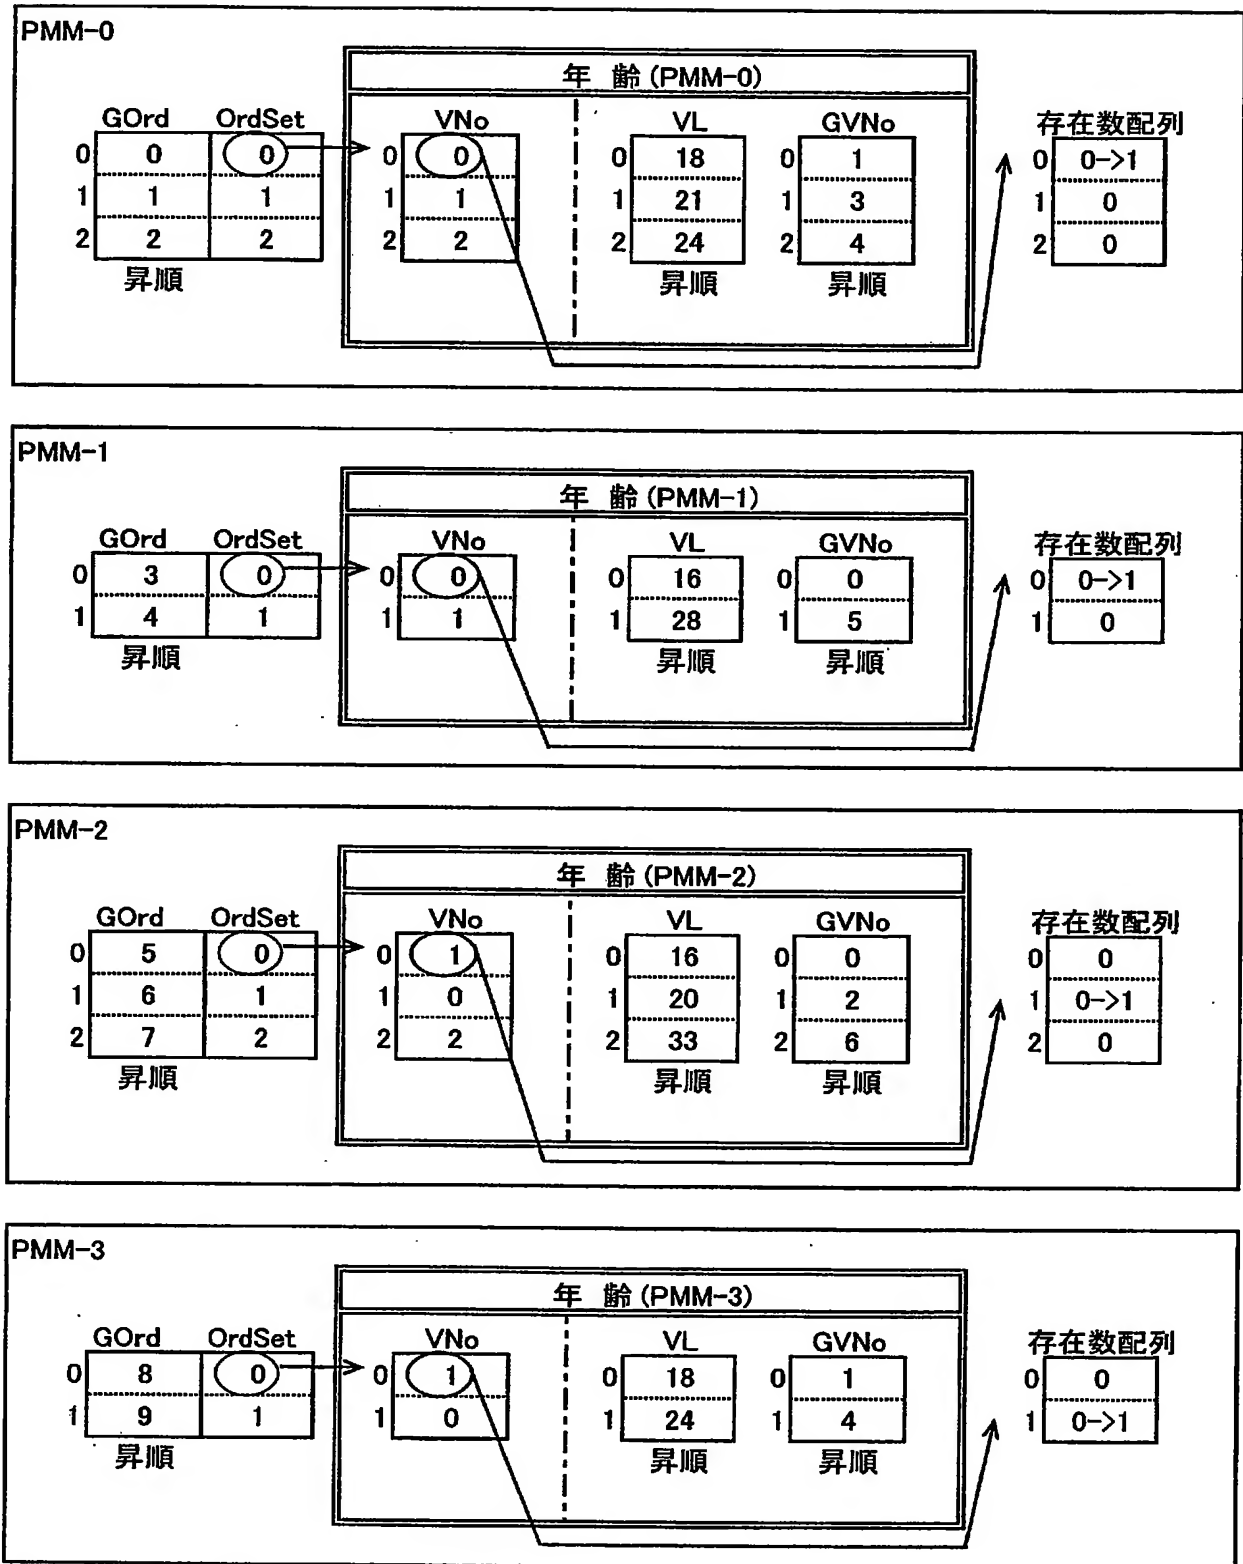 PMM-0
年 齢 (PMM-0)
GOrd OrdSet VNo VL GVNo 存在数配列
0 0 0 0 0 0 18 0 1 0 0->1
1 1 1 1 1 1 21 1 3 1 0
2 2 2 2 2 2 24 2 4 2 0
昇順 昇順 昇順
PMM-1
年 齢 (PMM-1)
GOrd OrdSet VNo VL GVNo 存在数配列
0 3 0 0 0 0 16 0 0 0 0->1
1 4 1 1 1 1 28 1 5 1 0
昇順 昇順 昇順
PMM-2
年 齢 (PMM-2)
GOrd OrdSet VNo VL GVNo 存在数配列
0 5 0 0 1 0 16 0 0 0 0
1 6 1 1 0 1 20 1 2 1 0->1
2 7 2 2 2 2 33 2 6 2 0
昇順 昇順 昇順
PMM-3
年 齢 (PMM-3)
GOrd OrdSet VNo VL GVNo 存在数配列
0 8 0 0 1 0 18 0 1 0 0
1 9 1 1 0 1 24 1 4 1 0->1
昇順 昇順 昇順